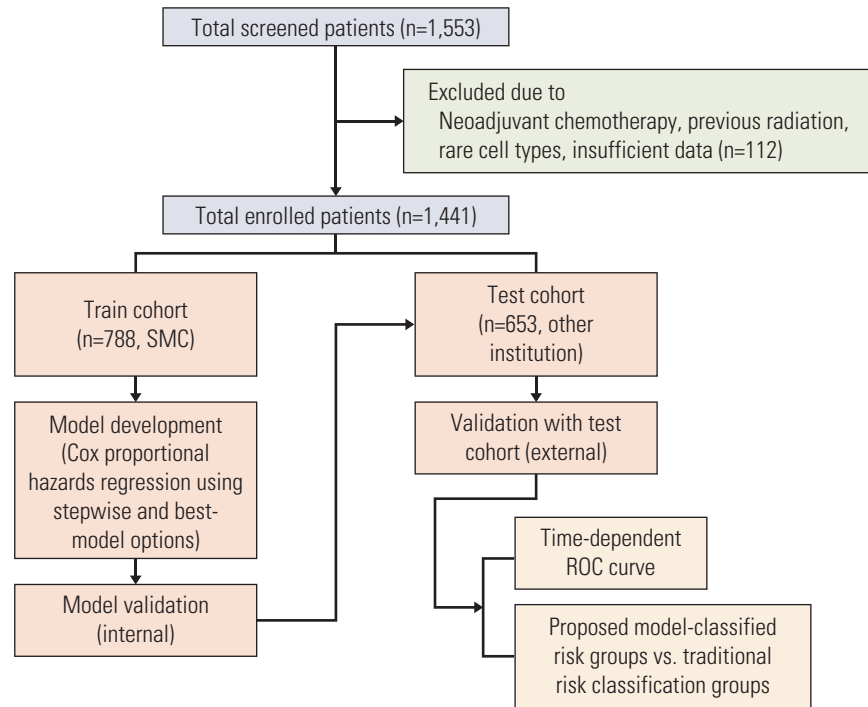 Total screened patients (n=1,553)
Excluded due to
Neoadjuvant chemotherapy, previous radiation,
rare cell types, insufficient data (n=112)
Total enrolled patients (n=1,441)
Train cohort
(n=788, SMC)
Test cohort
(n=653, other
institution)
Model development
(Cox proportional
hazards regression using
stepwise and best-
model options)
Validation with test
cohort (external)
Model validation
(internal)
Time-dependent
ROC curve
Proposed model-classified
risk groups vs. traditional
risk classification groups